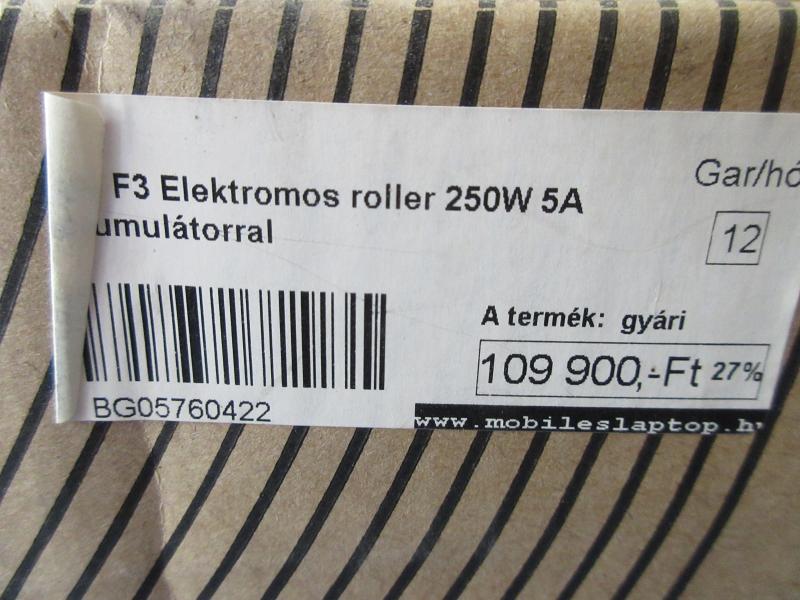 F3 Elektromos roller 250W 5A
umulátorral
Gar/hó
12
A termék: gyári
109 900,-Ft 27%
BG05760422
www.mobileslaptop.h